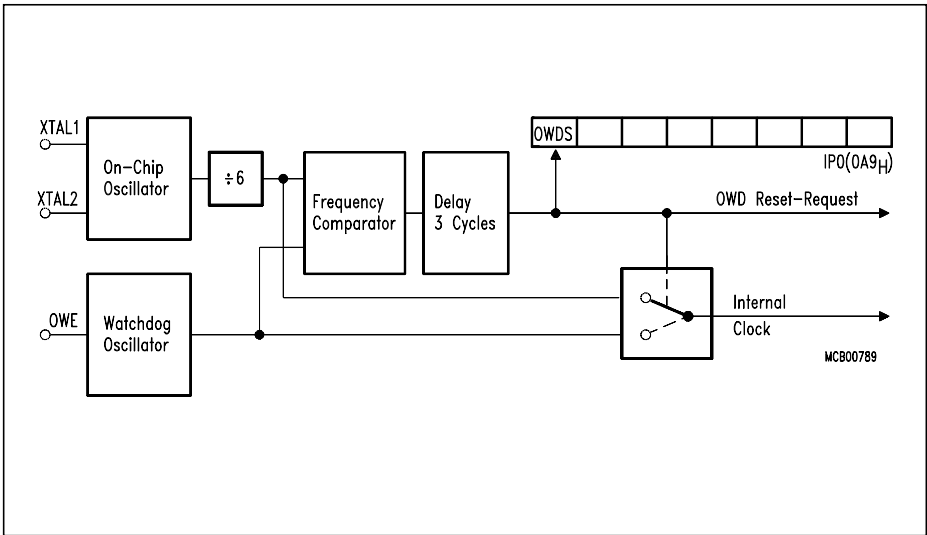 XTAL1
XTAL2
On-Chip
Oscillator
÷6
Frequency
Comparator
Delay
3 Cycles
OWDS
IP0(0A9H)
OWD Reset-Request
OWE
Watchdog
Oscillator
Internal
Clock
MCB00789